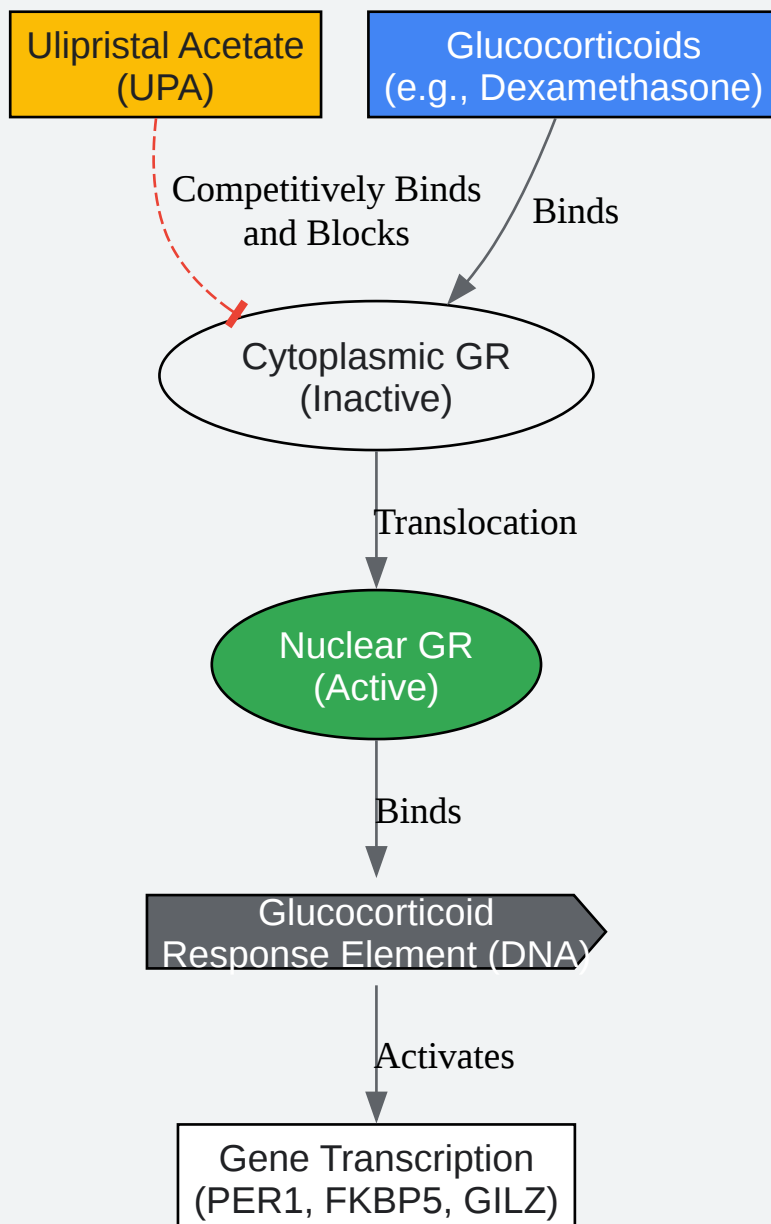 Ulipristal Acetate
(UPA)
Glucocorticoids
(e.g., Dexamethasone)
Competitively Binds
and Blocks
Binds
Cytoplasmic GR
(Inactive)
Translocation
Nuclear GR
(Active)
Binds
Glucocorticoid
Response Element (DNA)
Activates
Gene Transcription
(PER1, FKBP5, GILZ)